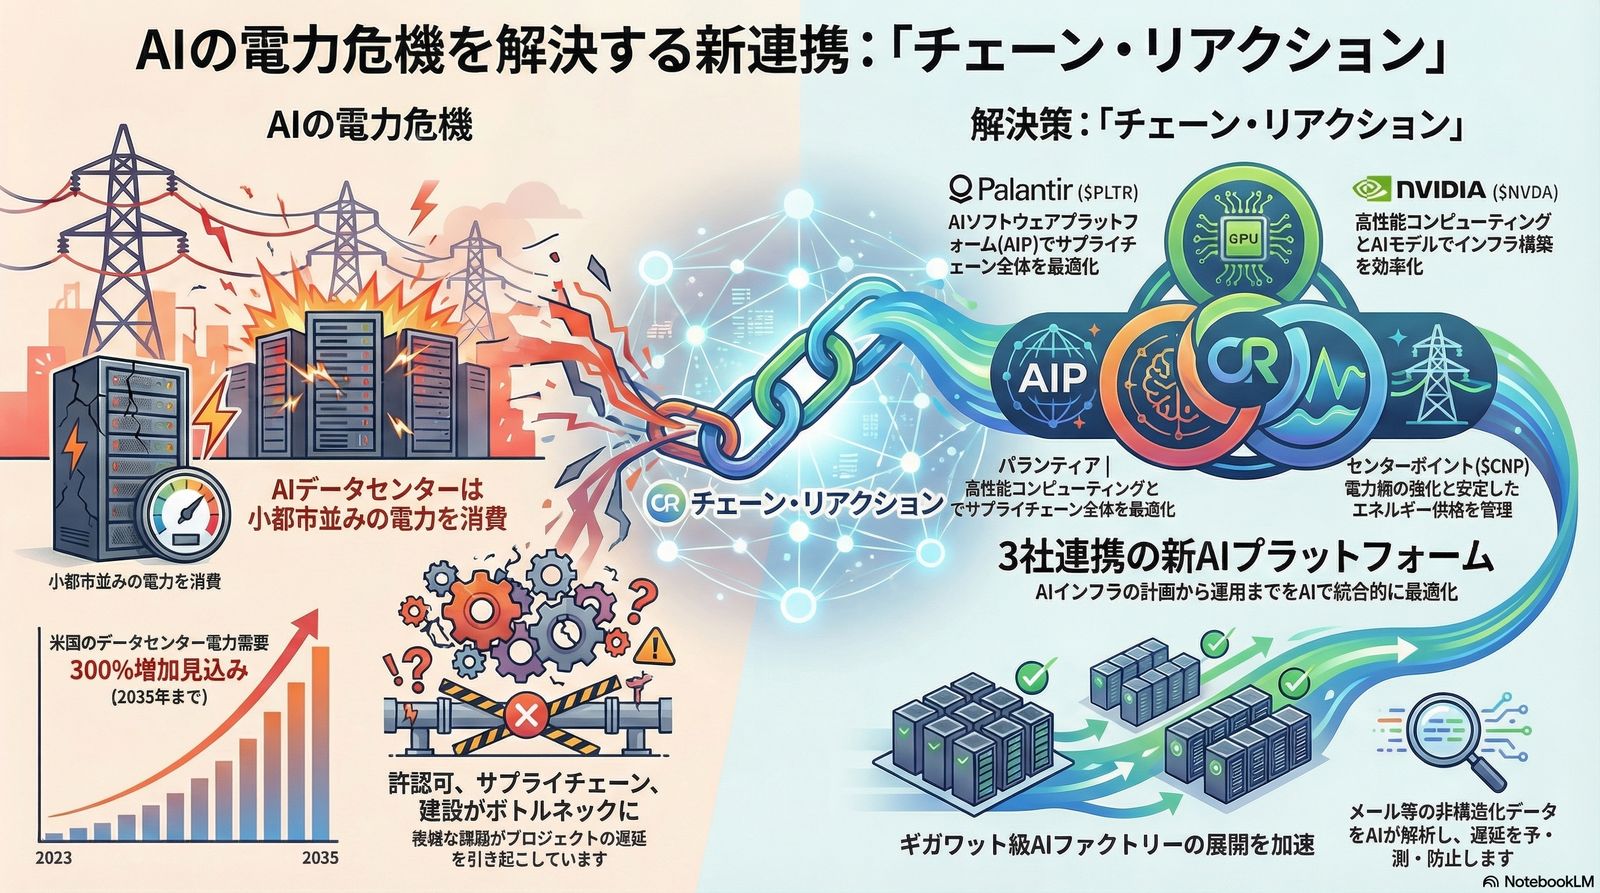 AIの電力危機を解決する新連携：「チェーン・リアクション」
AIの電力危機
AIデータセンターは
小都市並みの電力を消費
小都市並みの電力を消費
米国のデータセンター電力需要
300%増加見込み
(2035年まで)
2023
2035
!?
?
!
許認可、サプライチェーン、
建設がボトルネックに
な課題がプロジェクトの遅延
を引き起こしています
CR チェーン・リアクション
解決策：「チェーン・リアクション」
Palantir ($PLTR)
AIソフトウェアプラットフ
ォーム(AIP)でサプライチ
ェーン全体を最適化
NVIDIA ($NVDA)
高性能コンピューティング
とAIモデルでインフラ構築
を効率化
GPU
AIP
CR
パランティア |
高性能コンピューティングと
でサプライチェーン全体を最適化
センターポイント($CNP)
電力網の強化と安定した
エネルギー供格を管理
3社連携の新AIプラットフォーム
AIインフラの計画から運用までをAIで統合的に最適化
ギガワット級AIファクトリーの展開を加速
メール等の非構造化データ
をAIが解析し、遅延を予・
測・防止します
NotebookLM